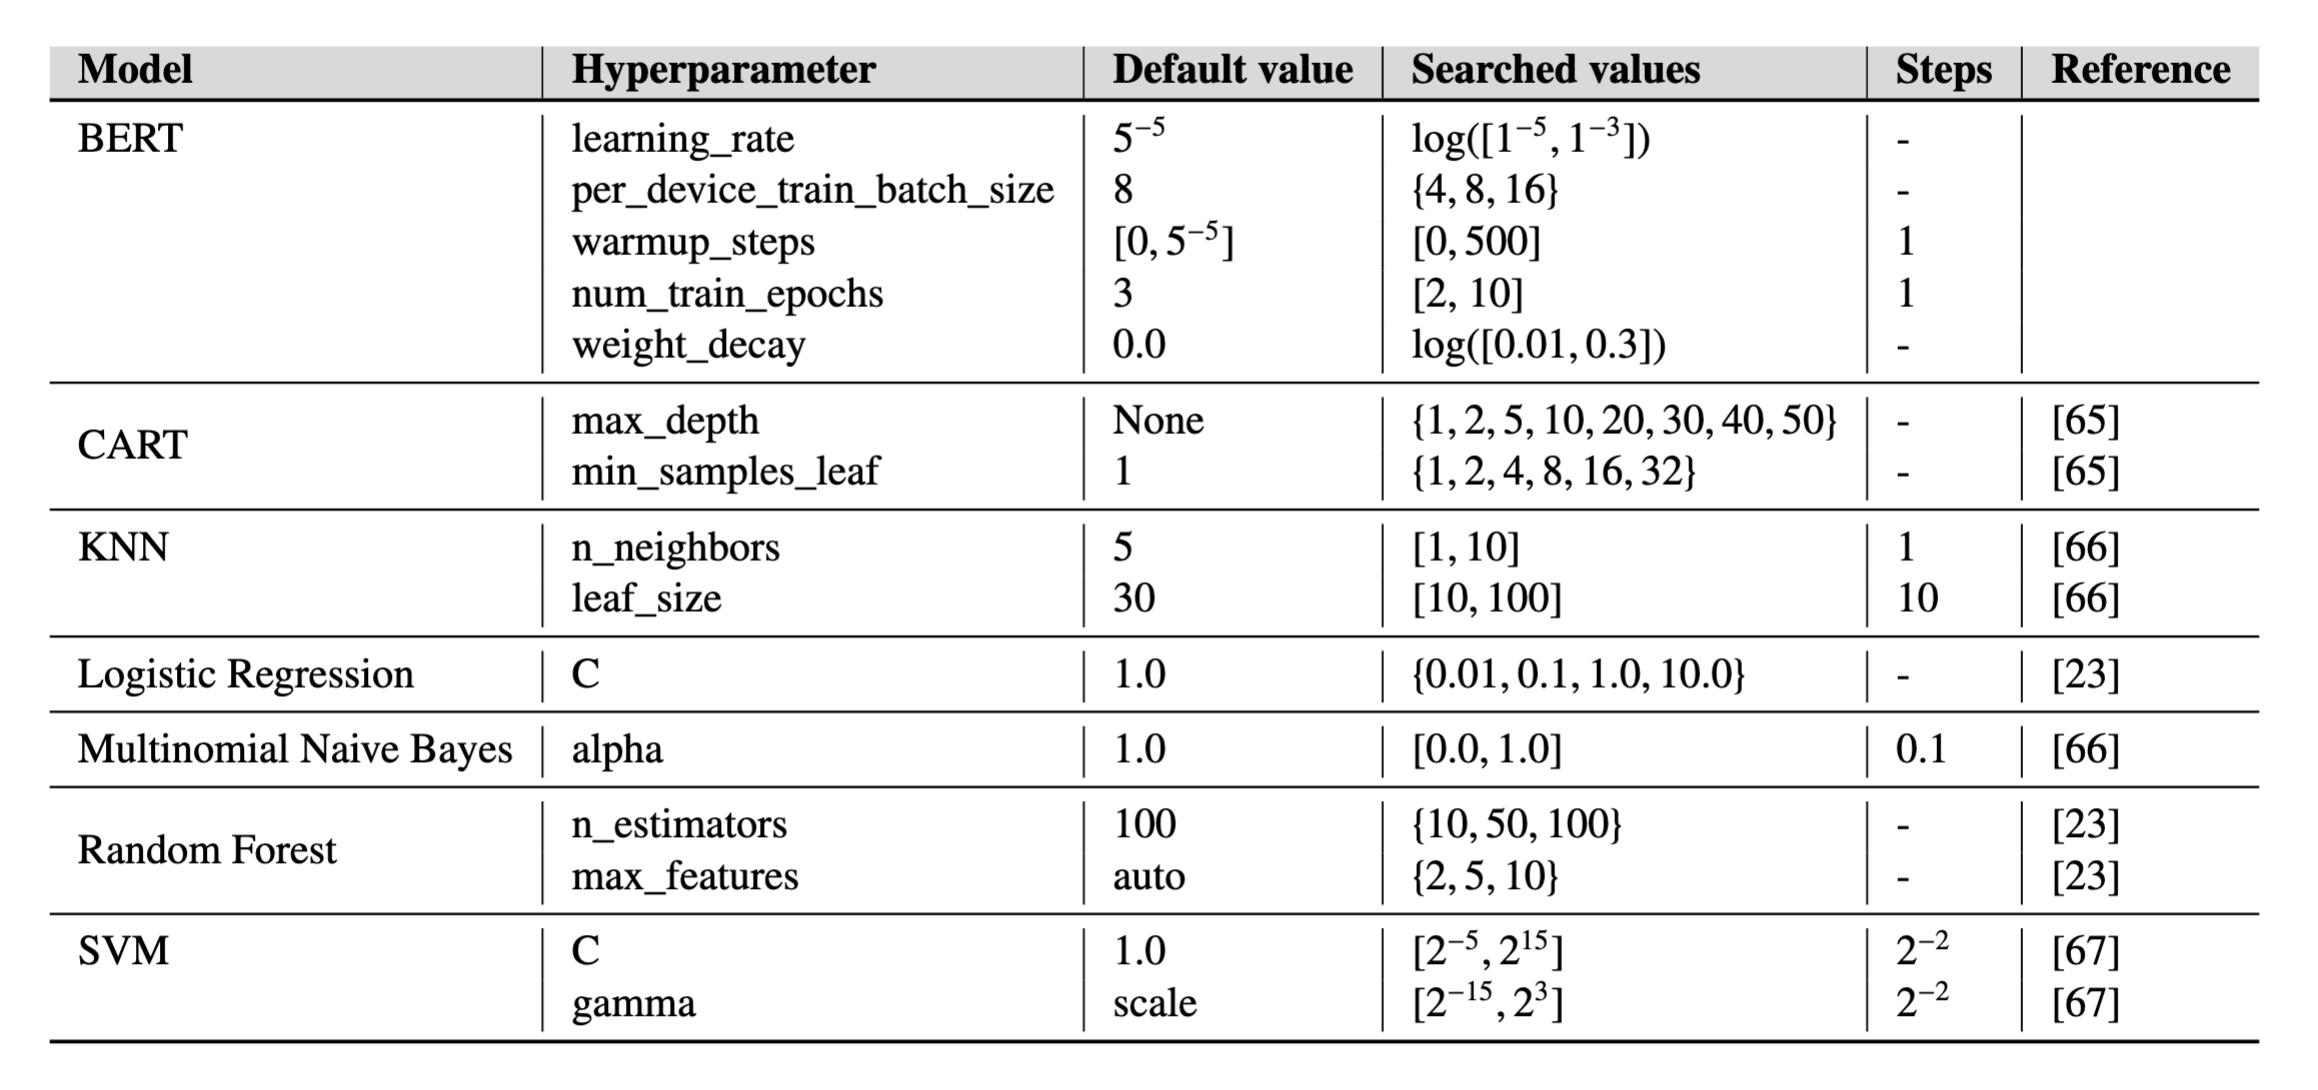 Model Hyperparameter Default value Searched values Steps Reference
BERT learning_rate 5⁻⁵ log([1⁻⁵, 1⁻³]) -
per_device_train_batch_size 8 {4, 8, 16} -
warmup_steps [0, 5⁻⁵] [0, 500] 1
num_train_epochs 3 [2, 10] 1
weight_decay 0.0 log([0.01, 0.3]) -
CART max_depth None {1, 2, 5, 10, 20, 30, 40, 50} - [65]
min_samples_leaf 1 {1, 2, 4, 8, 16, 32} - [65]
KNN n_neighbors 5 [1, 10] 1 [66]
leaf_size 30 [10, 100] 10 [66]
Logistic Regression C 1.0 {0.01, 0.1, 1.0, 10.0} - [23]
Multinomial Naive Bayes alpha 1.0 [0.0, 1.0] 0.1 [66]
Random Forest n_estimators 100 {10, 50, 100} - [23]
max_features auto {2, 5, 10} - [23]
SVM C 1.0 [2⁻⁵, 2¹⁵] 2⁻² [67]
gamma scale [2⁻¹⁵, 2³] 2⁻² [67]